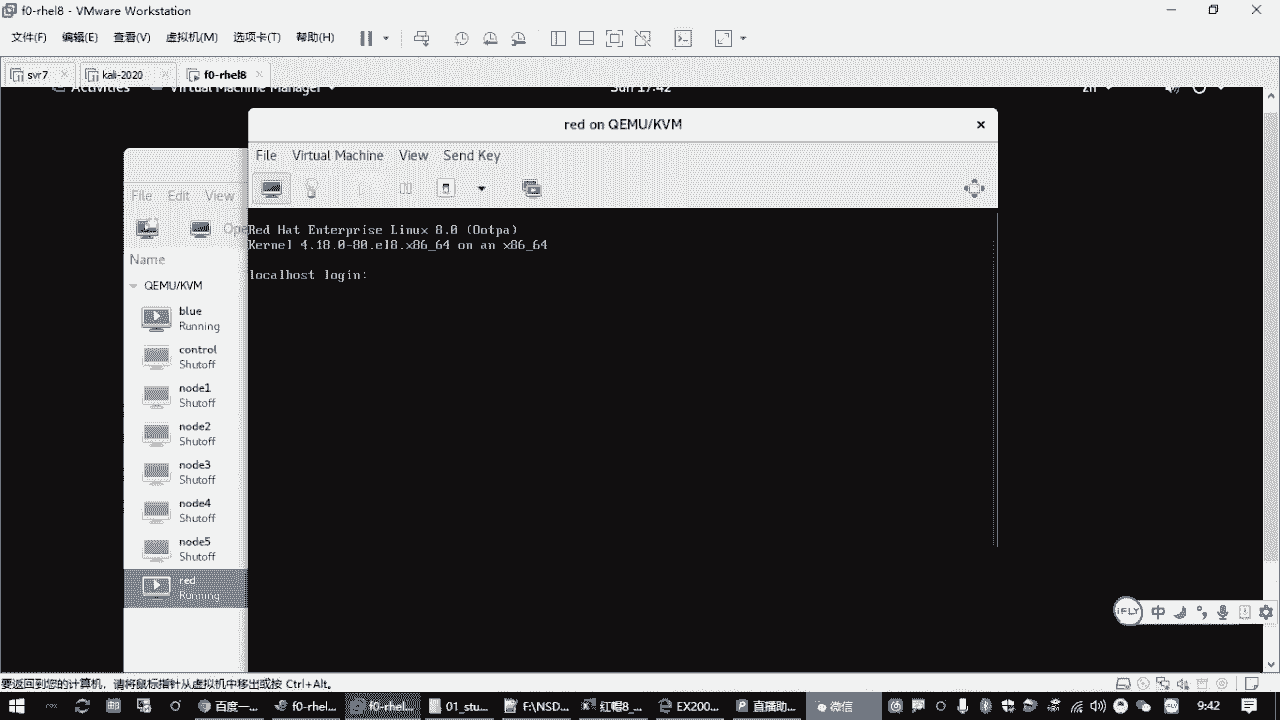 f0-rhel8 - VMware Workstation
文件(F) 编辑(E) 查看(V) 虚拟机(M) 选项卡(T) 帮助(H)
svr7 kali-2020 f0-rhel8
Activities Virtual Machine Manager Sun 17:42 zh
red on QEMU/KVM
File Virtual Machine View Send Key
File Edit View
Red Hat Enterprise Linux 8.0 (Ootpa)
Kernel 4.18.0-80.el8.x86_64 on an x86_64
localhost login:
Name
QEMU/KVM
blue
Running
control
Shutoff
node1
Shutoff
node2
Shutoff
node3
Shutoff
node4
Shutoff
node5
Shutoff
red
Running
iFLY 中
要返回到您的计算机，请将鼠标指针从虚拟机中移出或按 Ctrl+Alt。
百度一... f0-rhel... f0-rhel... 01_stu... F:\NSD... 红帽8_... EX200... 直播助... 微信 9:42